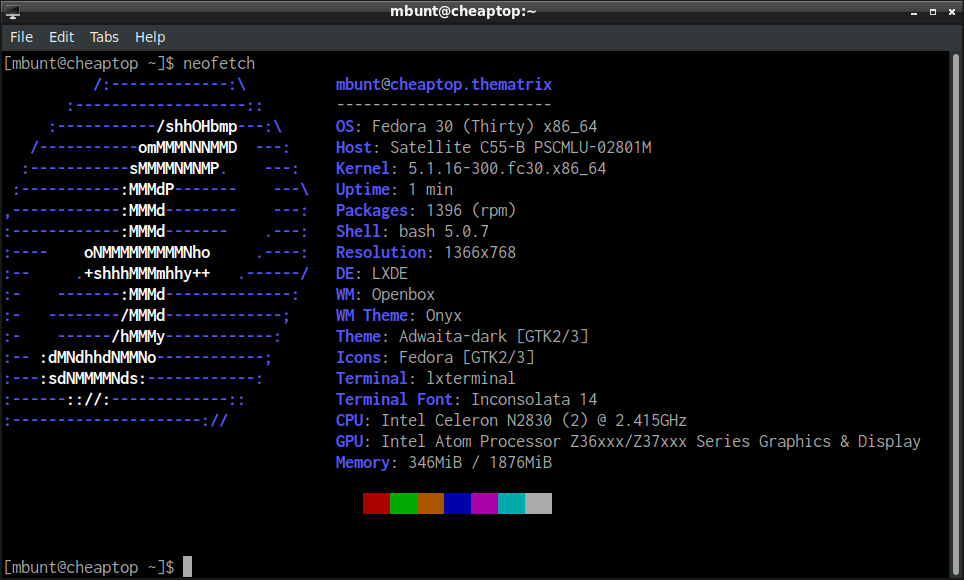 mbunt@cheaptop:~
File Edit Tabs Help
[mbunt@cheaptop ~]$ neofetch
/:-------------:\ mbunt@cheaptop.thematrix
:-------------------:: ------------------------
:-----------/shhOHbmp---:\ OS: Fedora 30 (Thirty) x86_64
/-----------omMMMNNNMMD ---: Host: Satellite C55-B PSCMLU-02801M
:-----------sMMMMNMNMP. ---: Kernel: 5.1.16-300.fc30.x86_64
:-----------:MMMdP------- ---\ Uptime: 1 min
,------------:MMMd-------- ---: Packages: 1396 (rpm)
:------------:MMMd------- .---: Shell: bash 5.0.7
:---- oNMMMMMMMMMNho .----: Resolution: 1366x768
:-- .+shhhMMMmhhy++ .------/ DE: LXDE
:- -------:MMMd--------------: WM: Openbox
:- --------/MMMd-------------; WM Theme: Onyx
:- ------/hMMMy------------: Theme: Adwaita-dark [GTK2/3]
:-- :dMNdhhdNMMNo------------; Icons: Fedora [GTK2/3]
:---:sdNMMMMNds:------------: Terminal: lxterminal
:------:://:-------------:: Terminal Font: Inconsolata 14
:---------------------:// CPU: Intel Celeron N2830 (2) @ 2.415GHz
GPU: Intel Atom Processor Z36xxx/Z37xxx Series Graphics & Display
Memory: 346MiB / 1876MiB
[mbunt@cheaptop ~]$